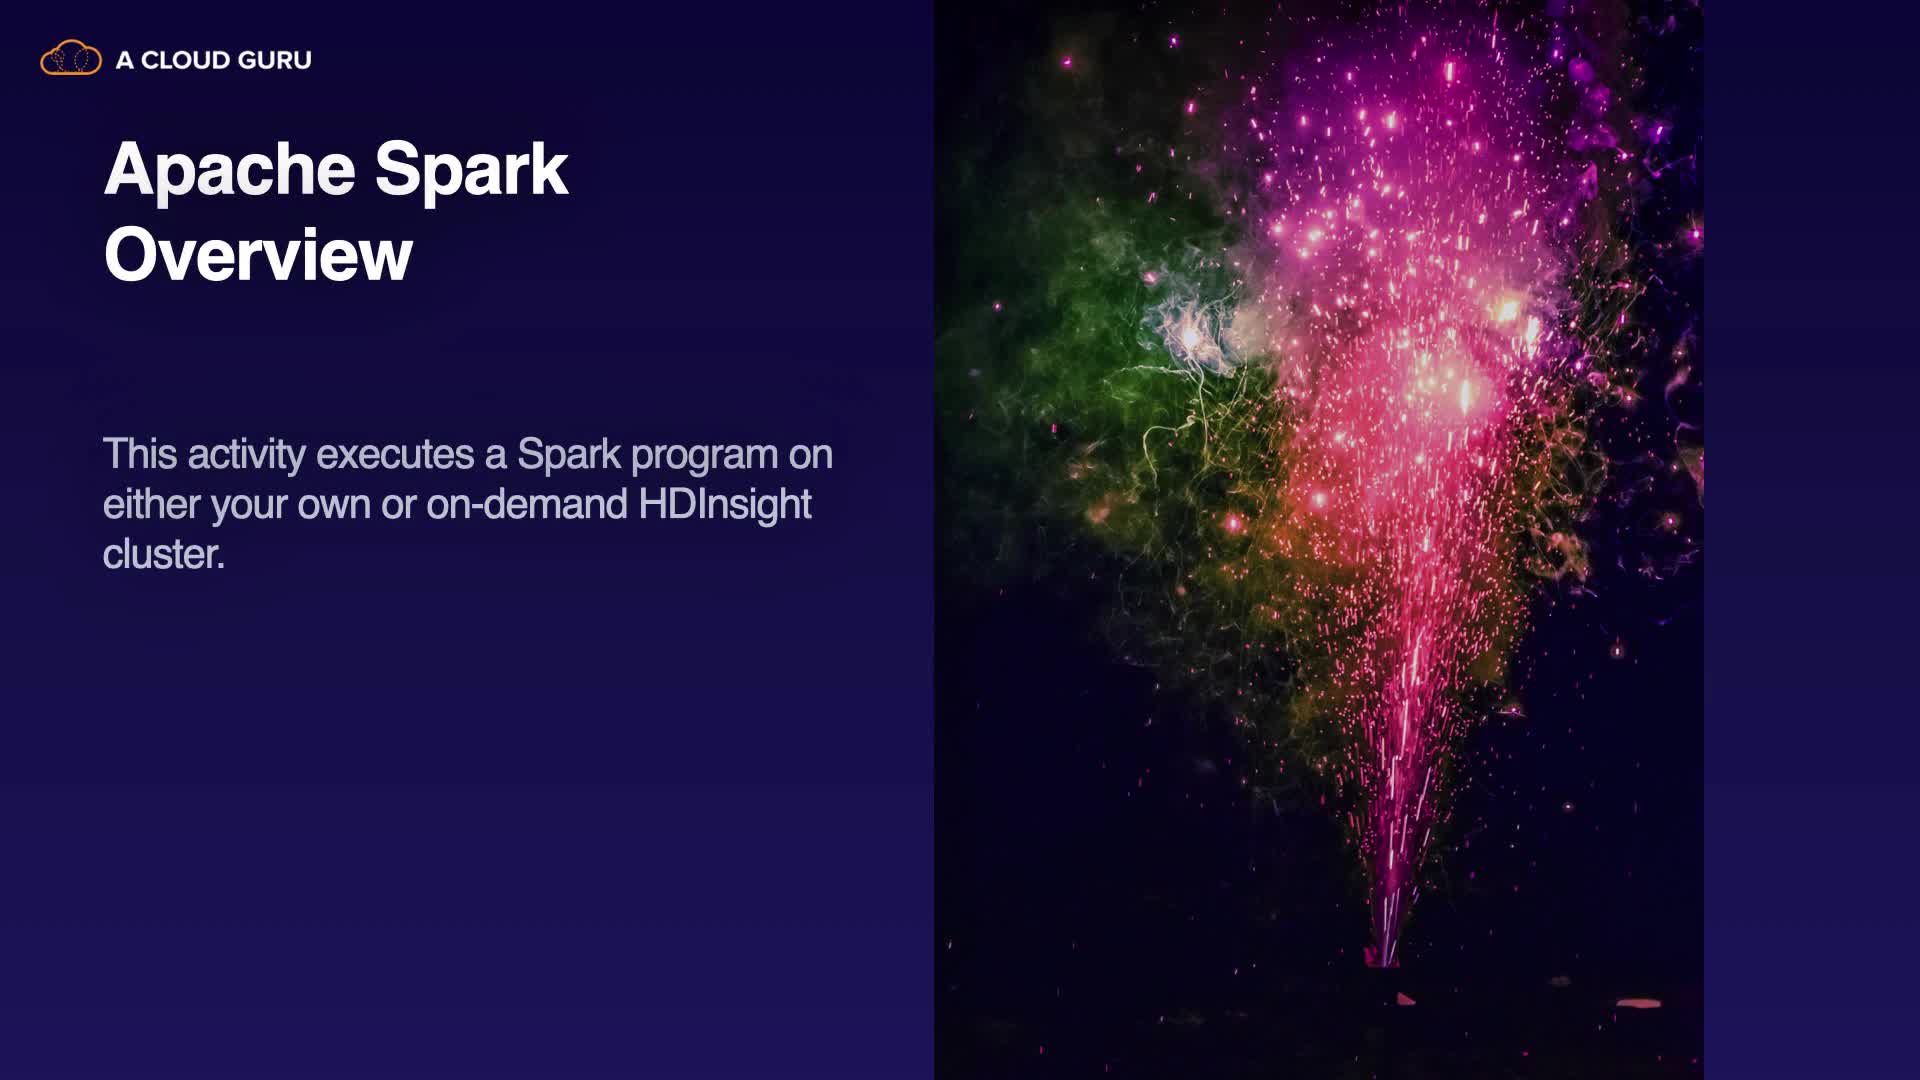 A CLOUD GURU
Apache Spark
Overview
This activity executes a Spark program on
either your own or on-demand HDInsight
cluster.